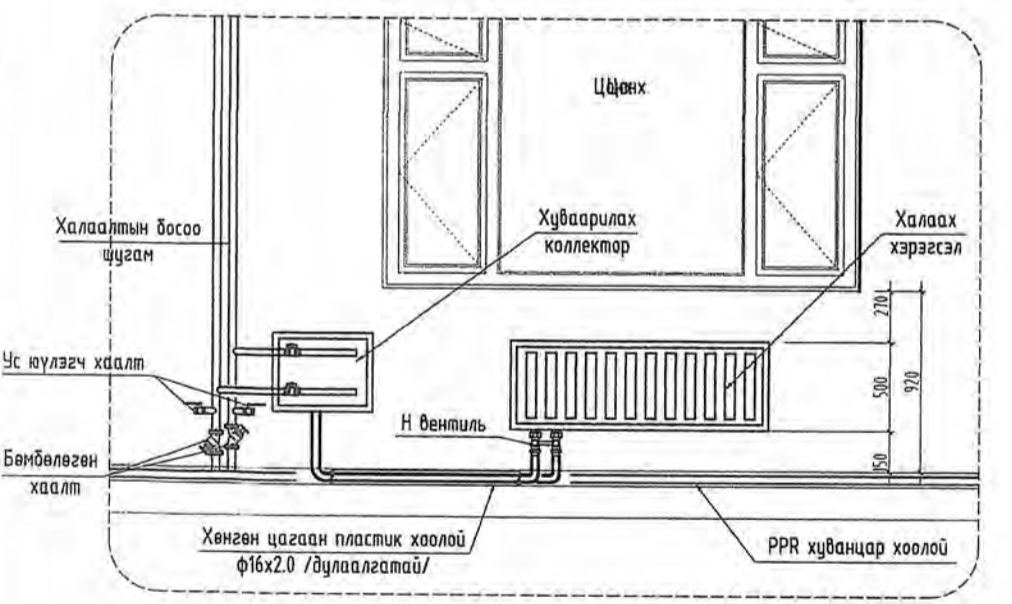 Цонх
Халаалтын босоо
шугам
Хуваарилах
коллектор
Халаах
хэрэгсэл
270
Ус юүлэгч хаалт
500
920
Н вентиль
150
Бөмбөлөгөн
хаалт
Хөнгөн цагаан пластик хоолой
ф16х2.0 /дулаалгатай/
PPR хуванцар хоолой